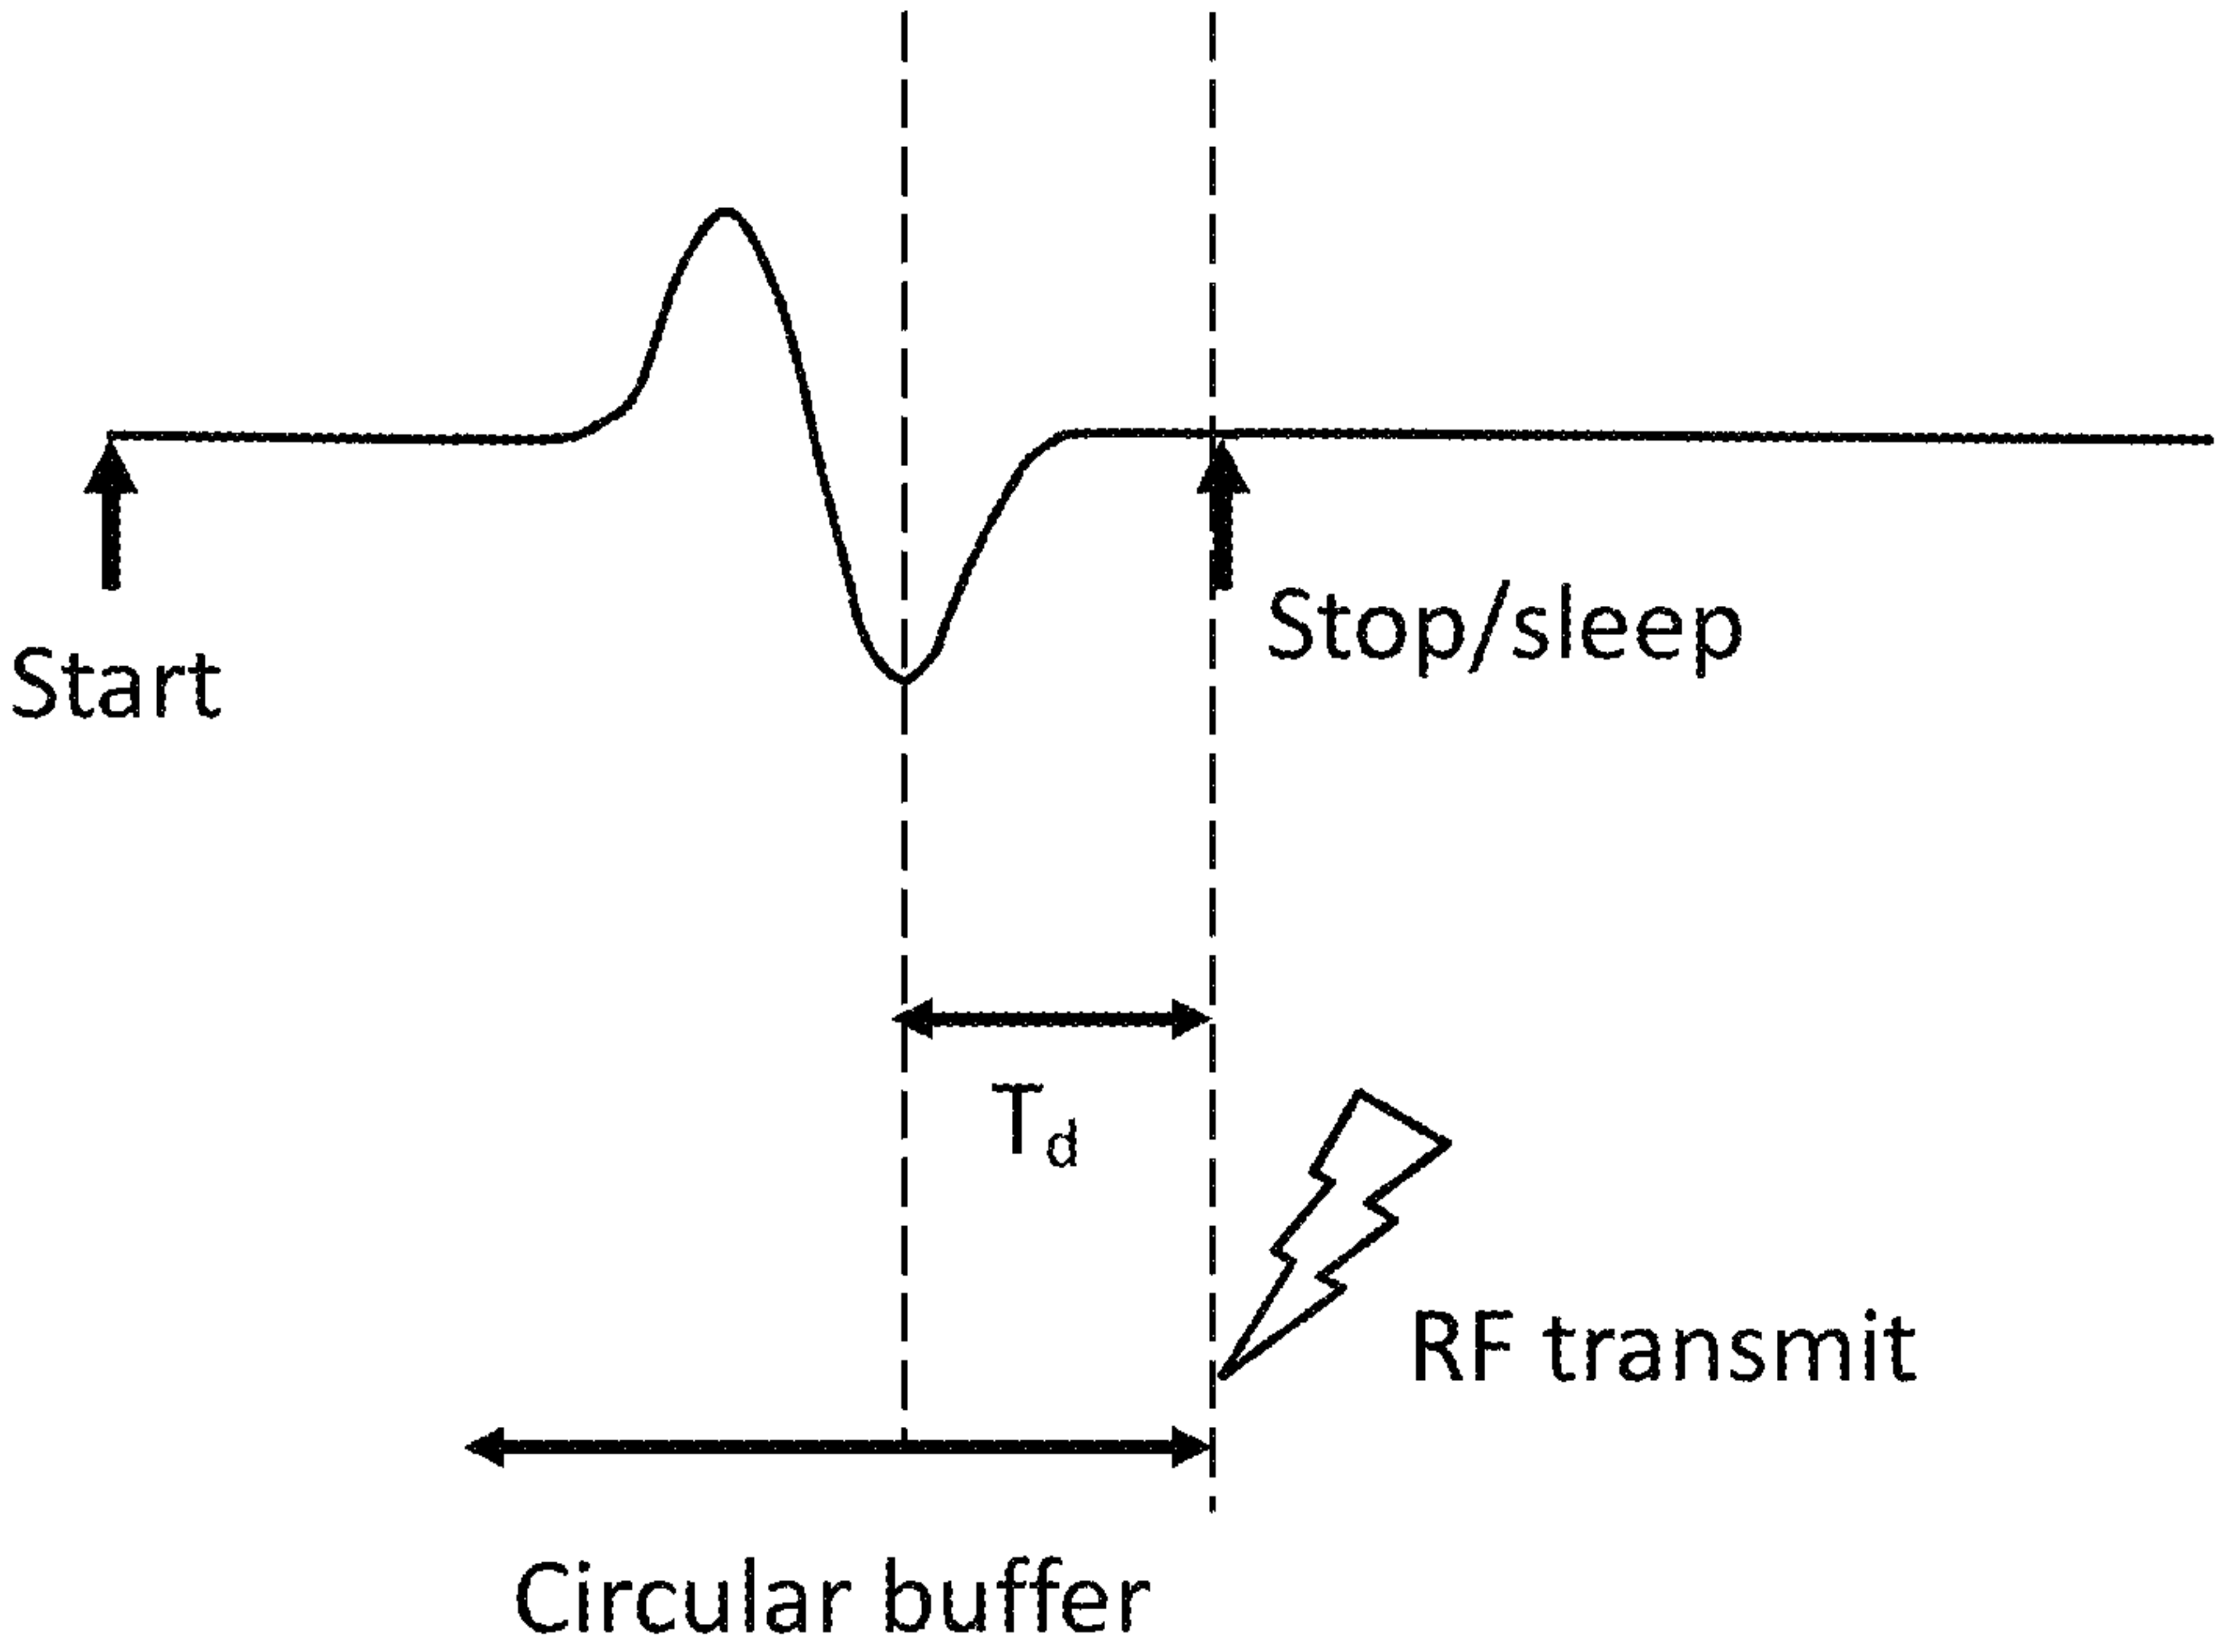 Stop/sleep
Start
T_d
RF transmit
Circular buffer